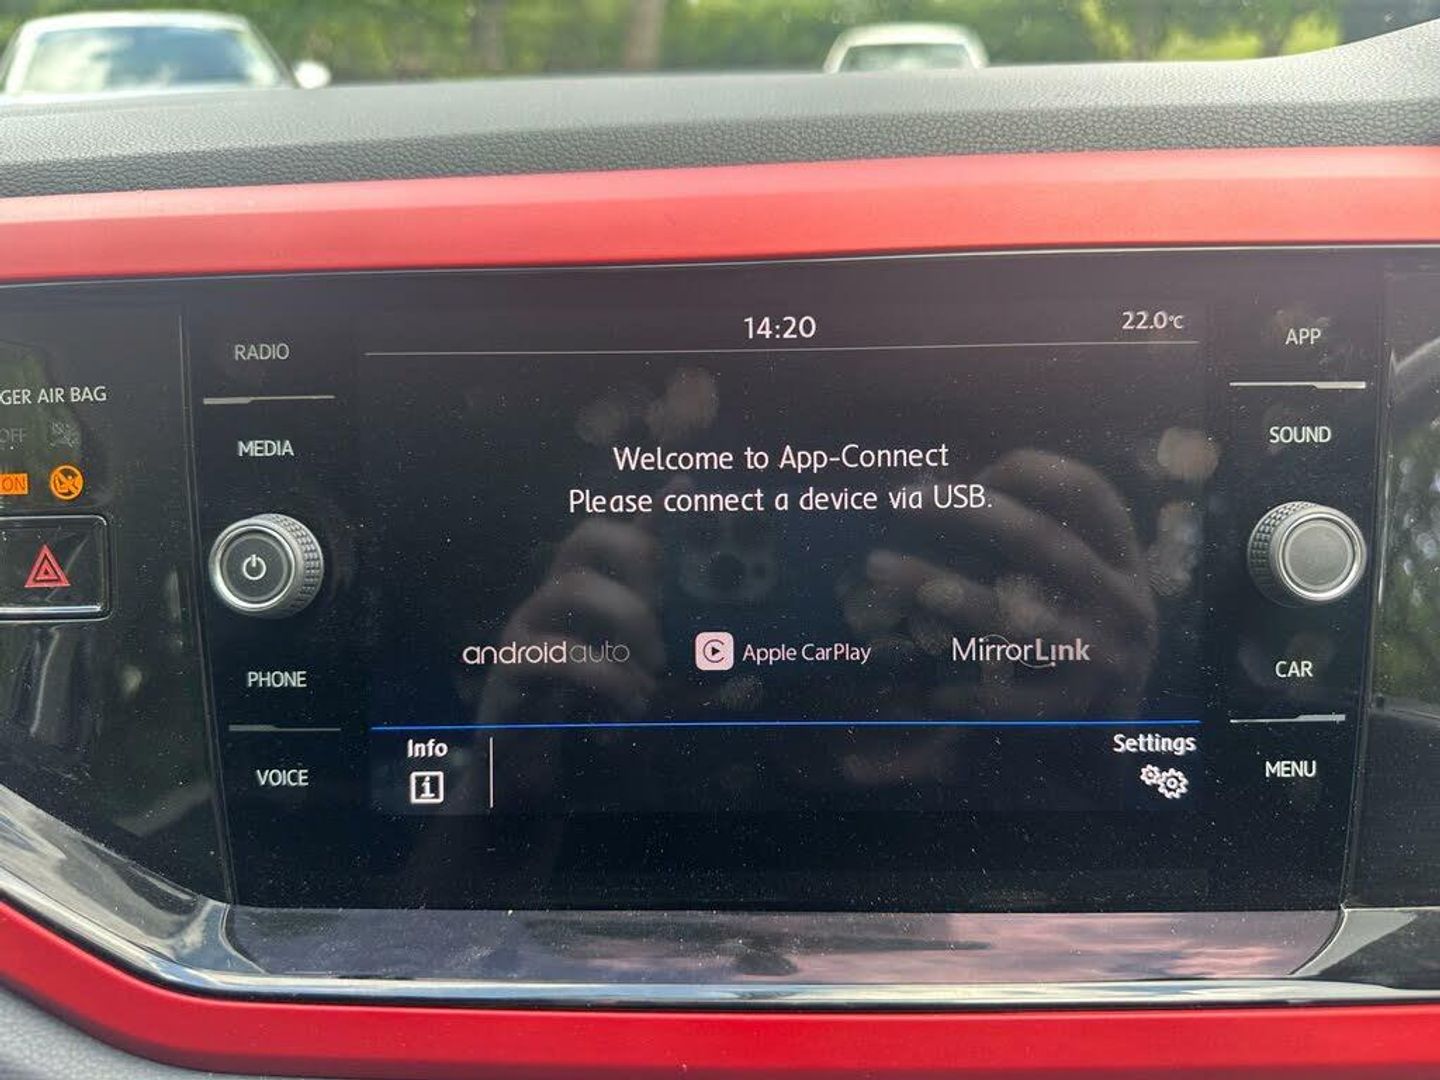 14:20
22.0°C
RADIO
APP
GER AIR BAG
OFF
MEDIA
SOUND
Welcome to App-Connect
Please connect a device via USB.
ON
androidauto
Apple CarPlay
MirrorLink
PHONE
CAR
Info
Settings
VOICE
MENU